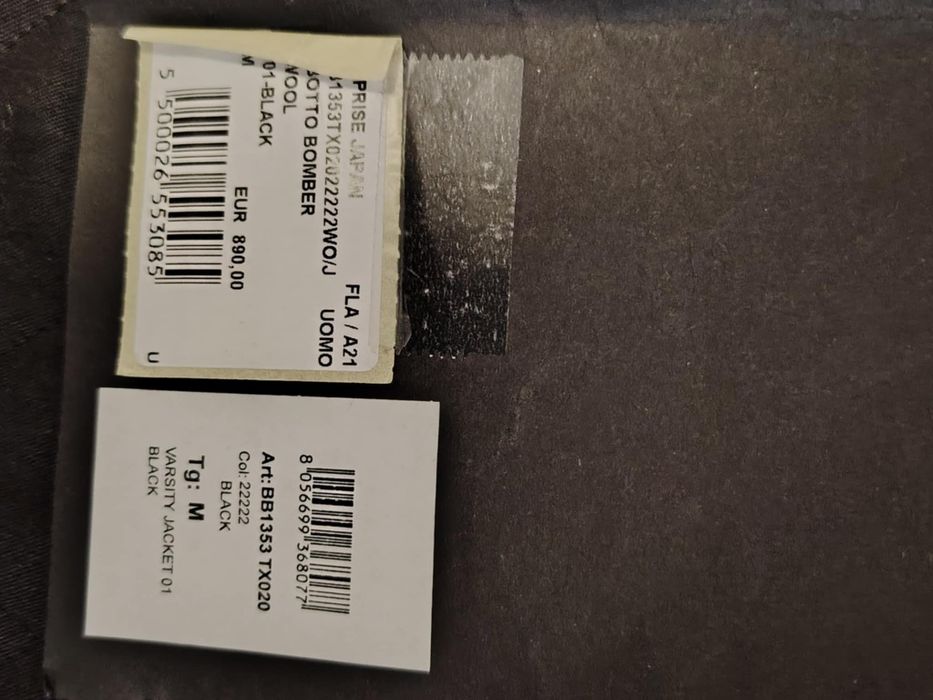 PRISE JAPAN
FLA / A21
1353TX02022222WO/J
UOMO
OTTO BOMBER
WOOL
01-BLACK
M
EUR 890,00
5 500026 553085
U
8 056699 368077
Art: BB1353 TX020
Col: 22222
BLACK
Tg: M
VARSITY JACKET 01
BLACK